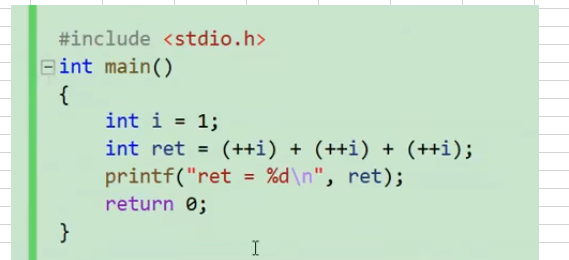 #include <stdio.h>
int main()
{
    int i = 1;
    int ret = (++i) + (++i) + (++i);
    printf("ret = %d\n", ret);
    return 0;
}